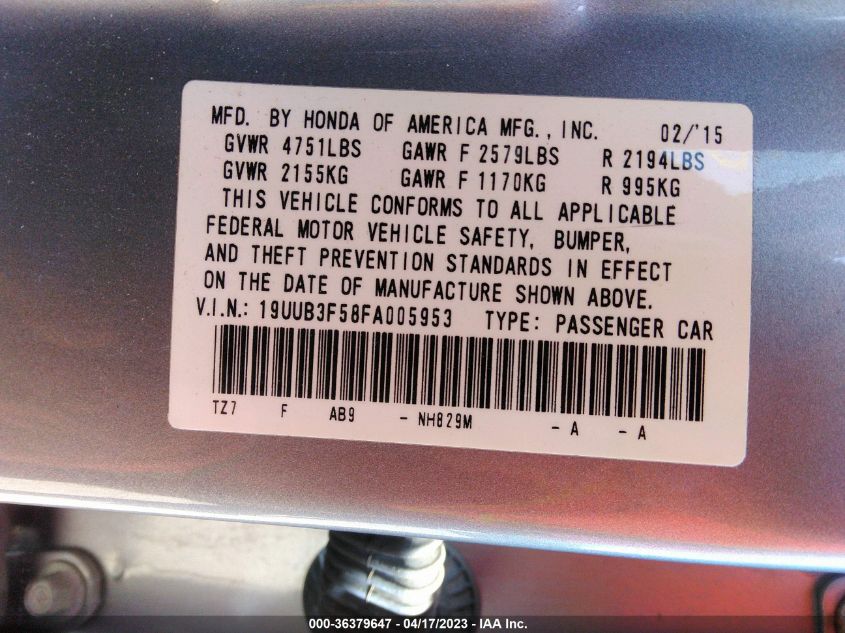 MFD. BY HONDA OF AMERICA MFG., INC. 02/'15
GVWR 4751LBS GAWR F 2579LBS R 2194LBS
GVWR 2155KG GAWR F 1170KG R 995KG
THIS VEHICLE CONFORMS TO ALL APPLICABLE
FEDERAL MOTOR VEHICLE SAFETY, BUMPER,
AND THEFT PREVENTION STANDARDS IN EFFECT
ON THE DATE OF MANUFACTURE SHOWN ABOVE.
V.I.N.: 19UUB3F58FA005953 TYPE: PASSENGER CAR
TZ7 F AB9 - NH829M - A - A
000-36379647 - 04/17/2023 - IAA Inc.